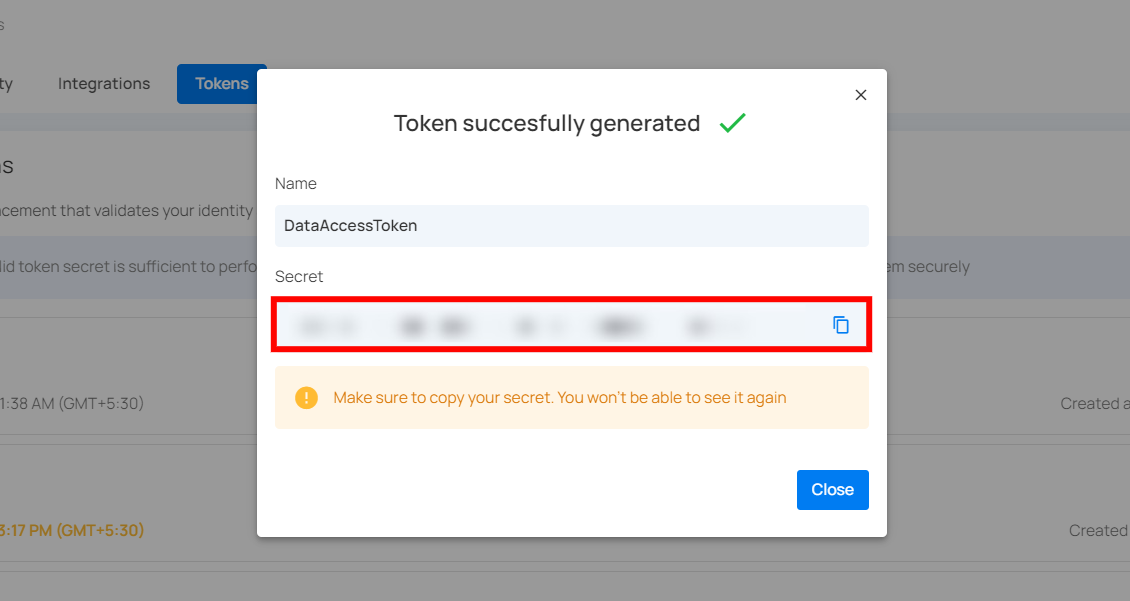 s
ty Integrations Tokens
Token succesfully generated
ns
Name
acement that validates your identity
DataAccessToken
lid token secret is sufficient to perfo
em securely
Secret
Make sure to copy your secret. You won't be able to see it again
1:38 AM (GMT+5:30)
Created a
Close
3:17 PM (GMT+5:30)
Created